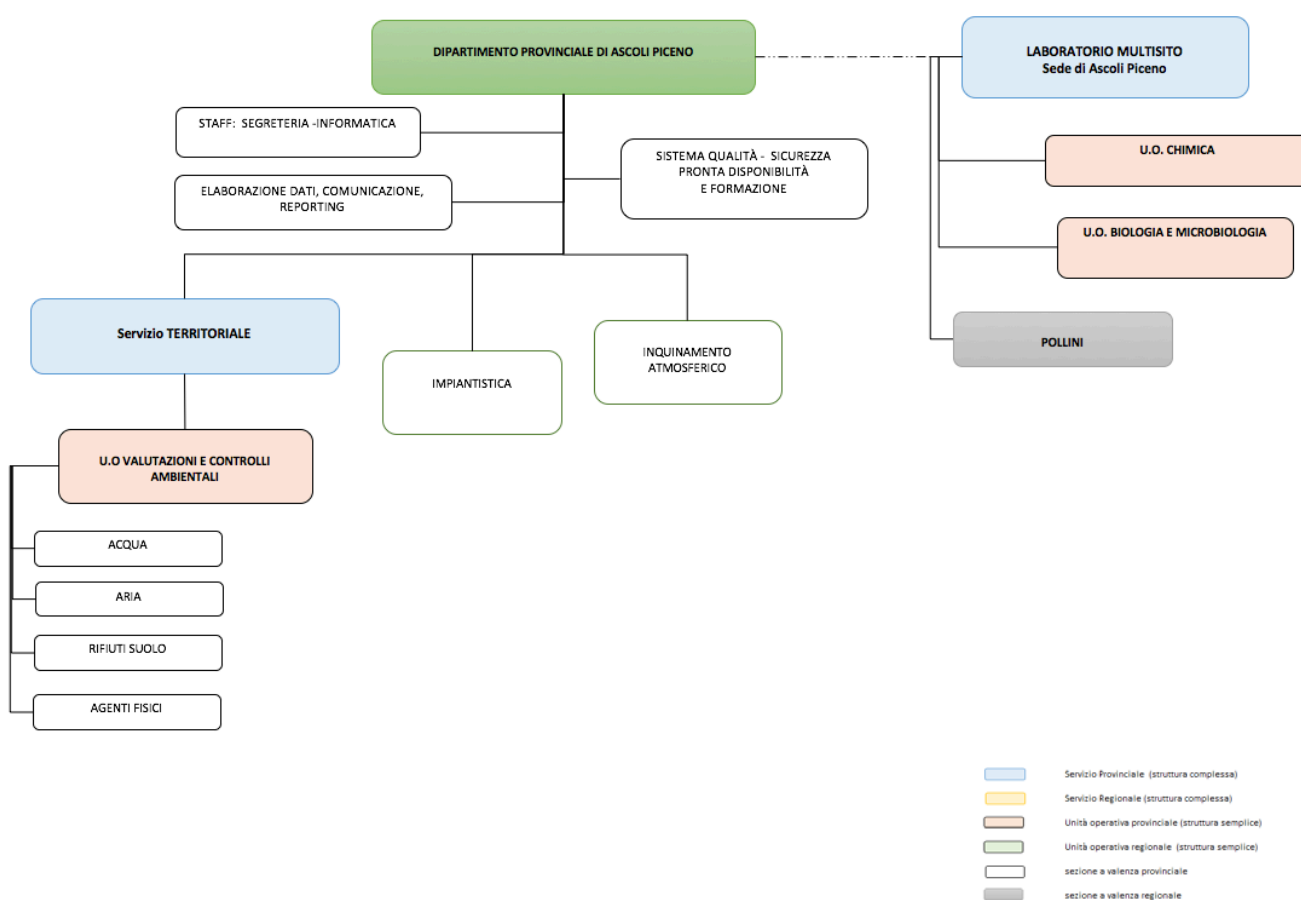 DIPARTIMENTO PROVINCIALE DI ASCOLI PICENO
LABORATORIO MULTISITO
Sede di Ascoli Piceno
STAFF: SEGRETERIA -INFORMATICA
SISTEMA QUALITÀ - SICUREZZA
PRONTA DISPONIBILITÀ
E FORMAZIONE
U.O. CHIMICA
ELABORAZIONE DATI, COMUNICAZIONE,
REPORTING
U.O. BIOLOGIA E MICROBIOLOGIA
Servizio TERRITORIALE
INQUINAMENTO
ATMOSFERICO
POLLINI
IMPIANTISTICA
U.O VALUTAZIONI E CONTROLLI
AMBIENTALI
ACQUA
ARIA
RIFIUTI SUOLO
AGENTI FISICI
Servizio Provinciale (struttura complessa)
Servizio Regionale (struttura complessa)
Unità operativa provinciale (struttura semplice)
Unità operativa regionale (struttura semplice)
sezione a valenza provinciale
sezione a valenza regionale